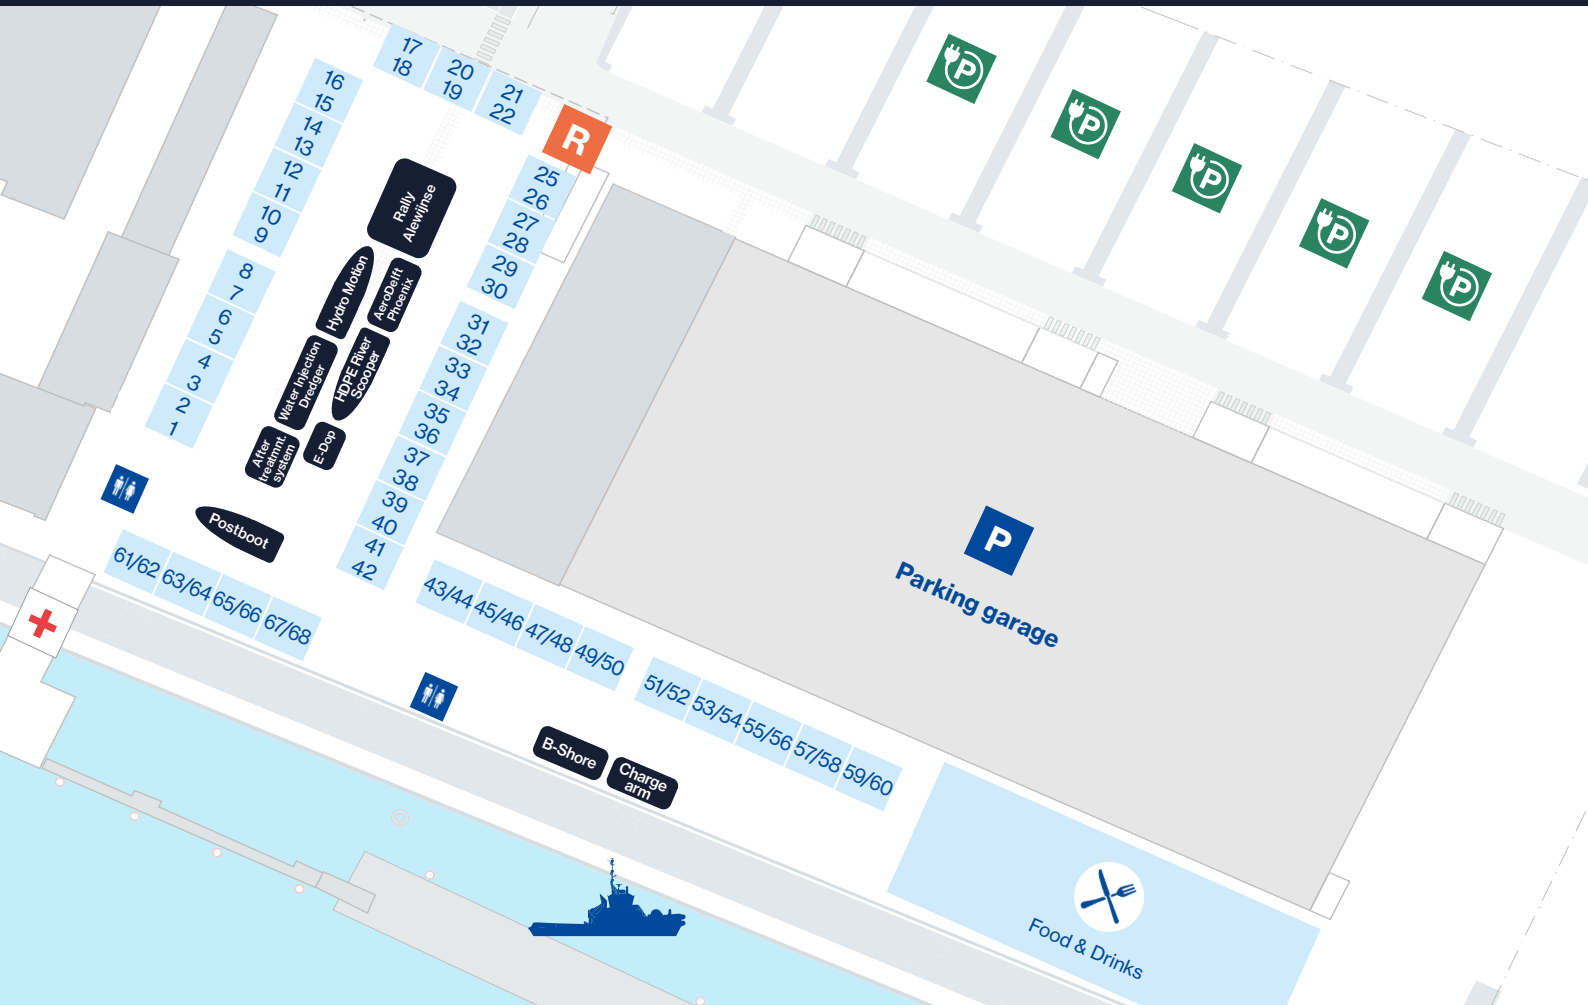 17
18
20
19
21
22
R
16
15
14
13
12
11
10
9
8
7
6
5
4
3
2
1
25
26
27
28
29
30
31
32
33
34
35
36
37
38
39
40
41
42
Rally
Alewijnse
Hydro Motion
AeroDelft
Phoenix
Water Injection
Dredger
HDPE River
Scooper
After
treatmnt.
system
E-Dop
Postboot
61/62
63/64
65/66
67/68
43/44
45/46
47/48
49/50
51/52
53/54
55/56
57/58
59/60
B-Shore
Charge
arm
P
P
P
P
P
P
Parking garage
Food & Drinks